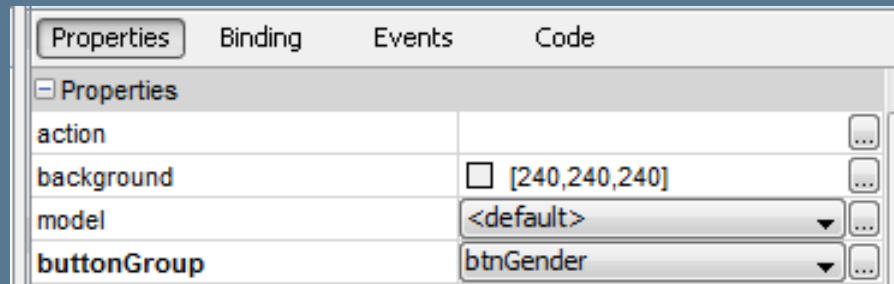 Properties Binding Events Code
Properties
action ...
background [240,240,240] ...
model <default> ...
buttonGroup btnGender ...